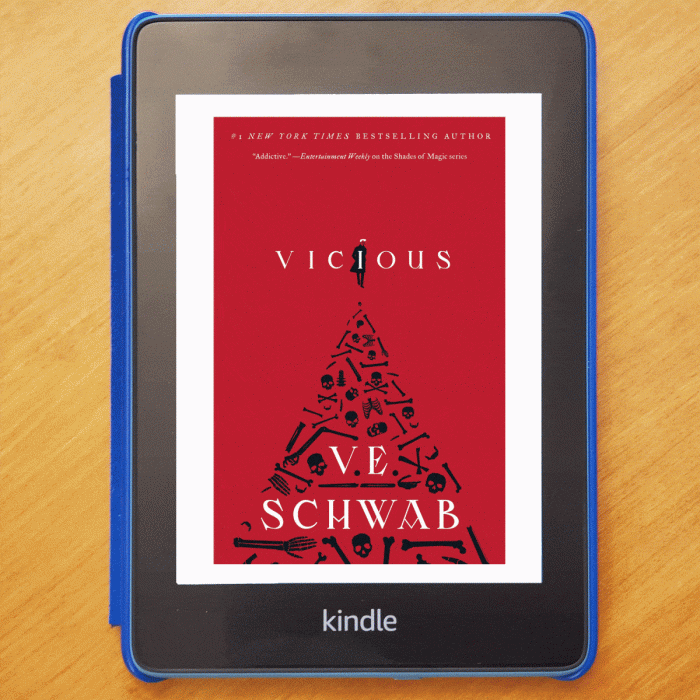 #1 NEW YORK TIMES BESTSELLING AUTHOR
"Addictive." —Entertainment Weekly on the Shades of Magic series
VICIOUS
V. E.
SCHWAB
kindle